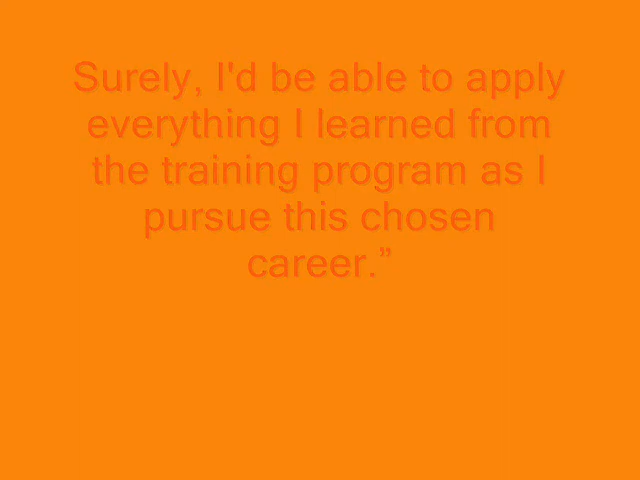 Surely, I'd be able to apply
everything I learned from
the training program as I
pursue this chosen
career.”